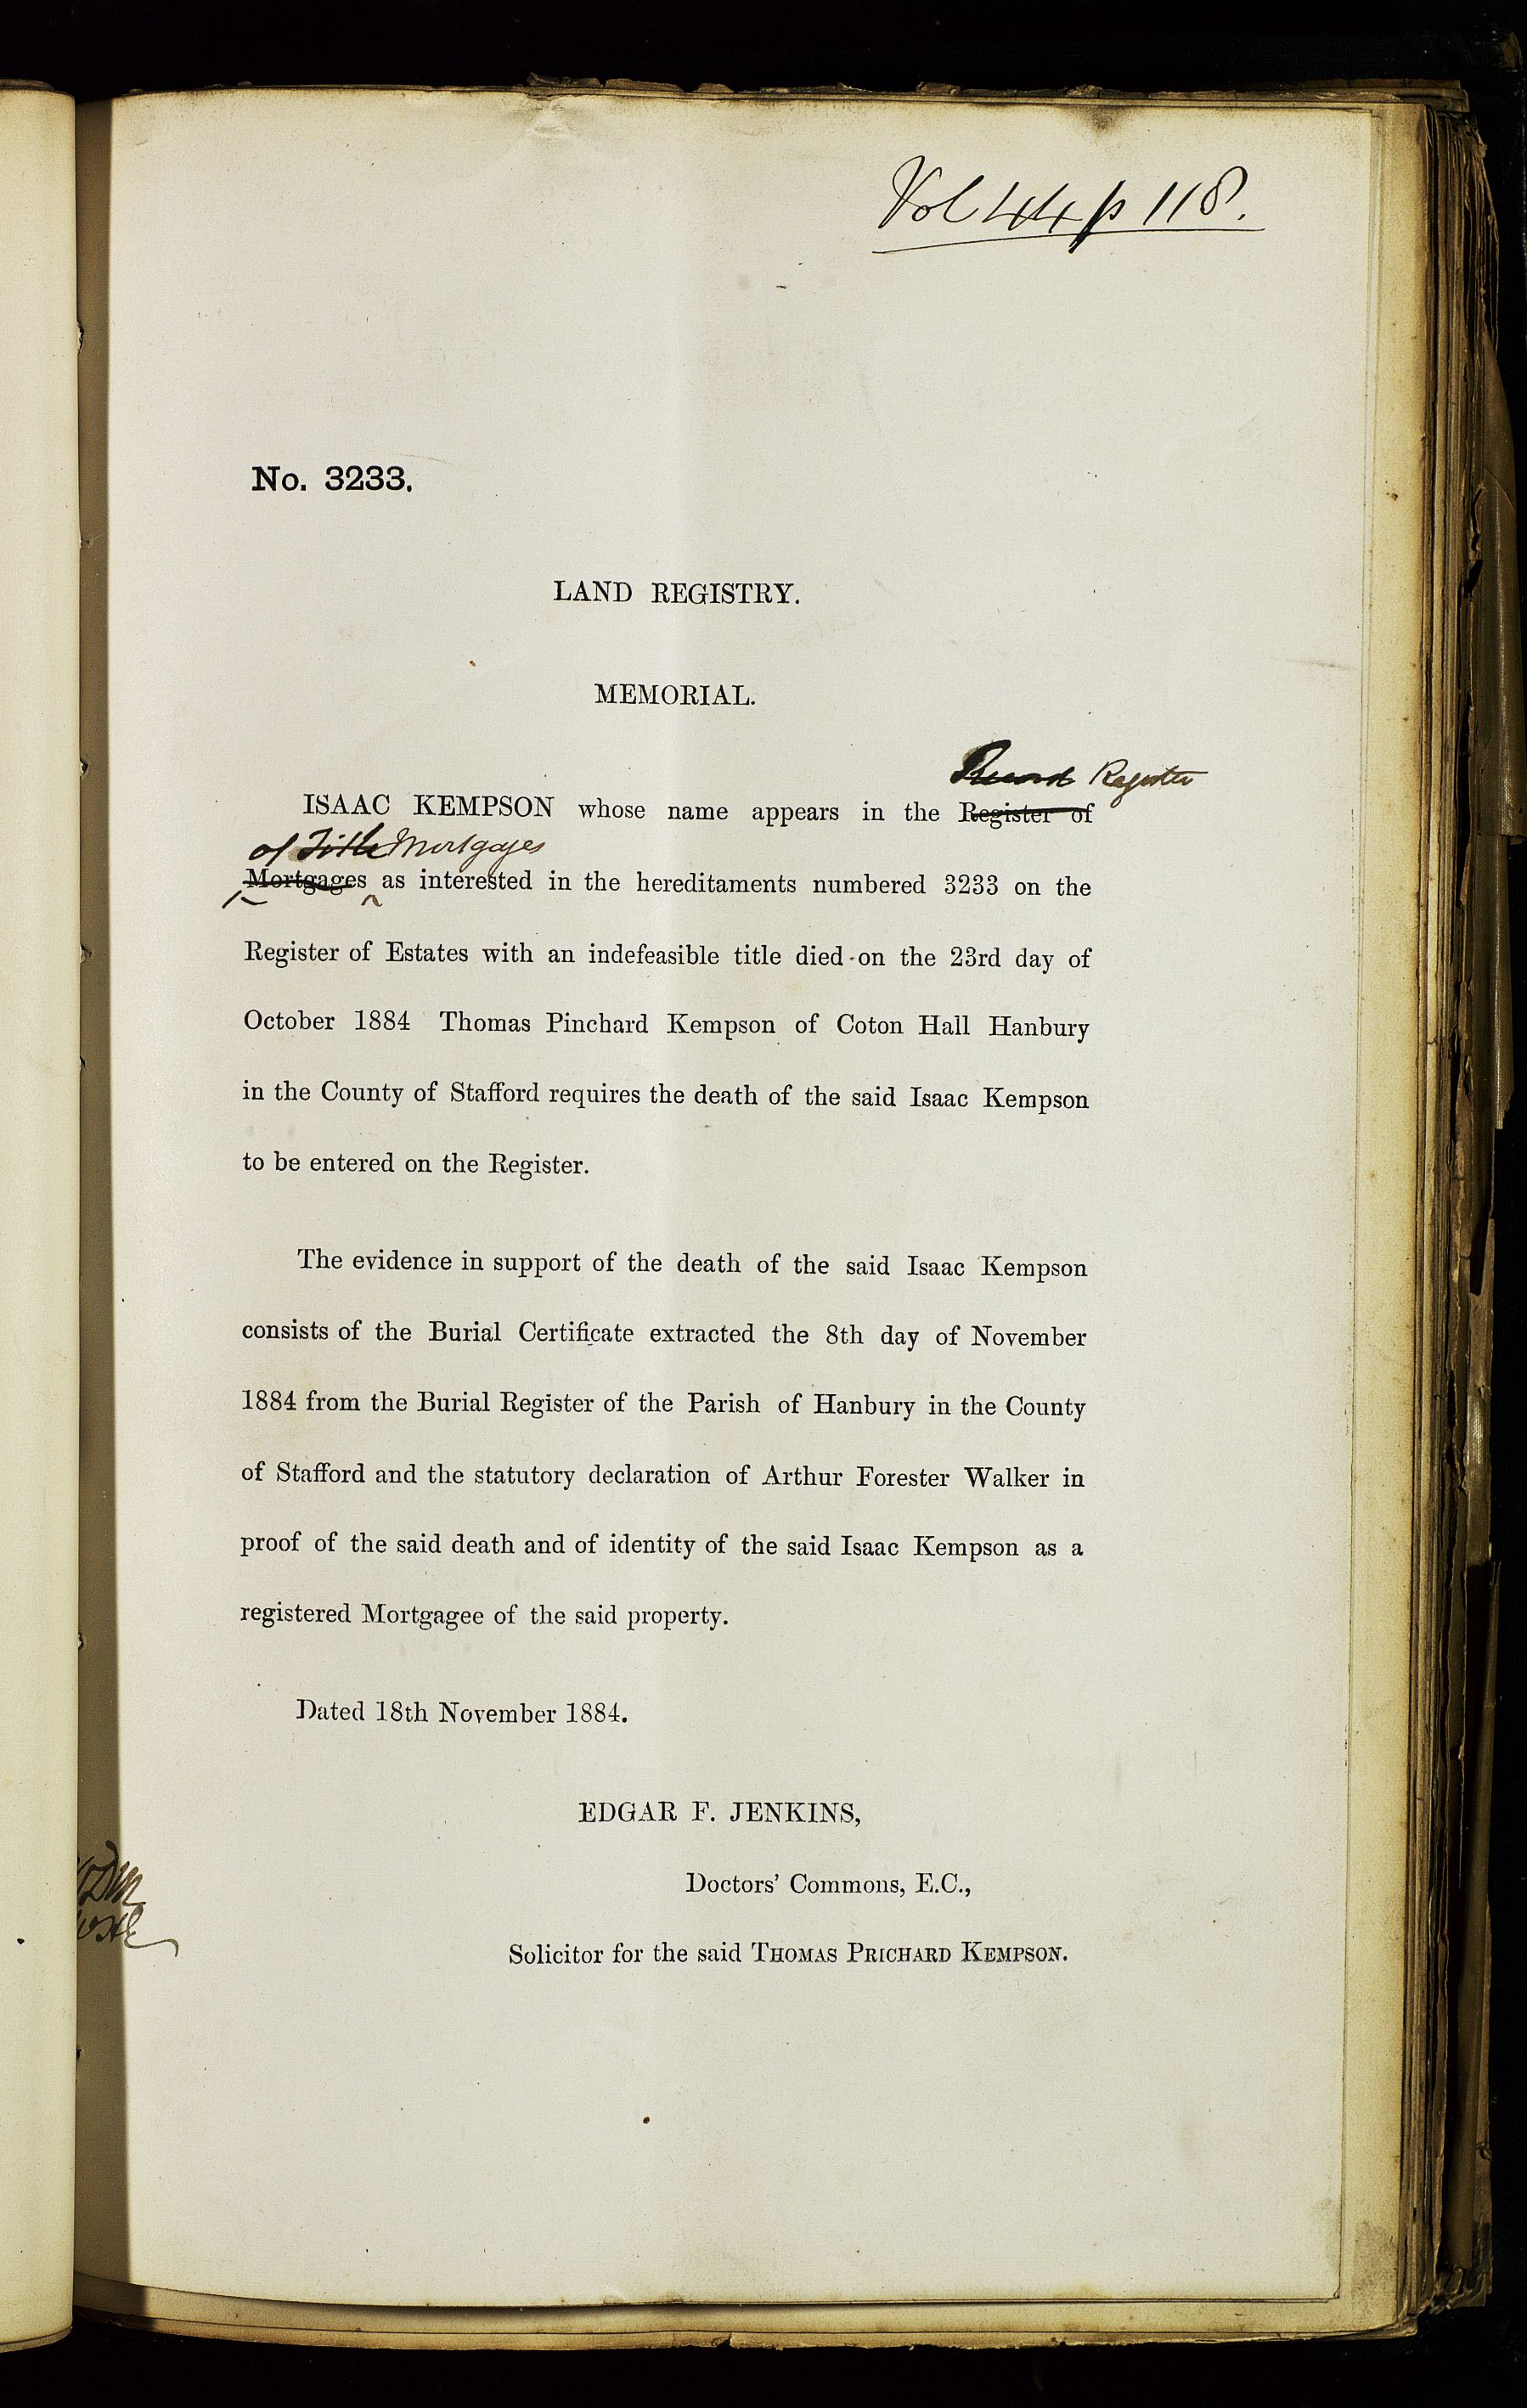 Vol 44 p 118.
No. 3233.
LAND REGISTRY.
MEMORIAL.
Record Register
ISAAC KEMPSON whose name appears in the Register of
of Title Mortgages
Mortgages as interested in the hereditaments numbered 3233 on the
Register of Estates with an indefeasible title died on the 23rd day of
October 1884 Thomas Pinchard Kempson of Coton Hall Hanbury
in the County of Stafford requires the death of the said Isaac Kempson
to be entered on the Register.
The evidence in support of the death of the said Isaac Kempson
consists of the Burial Certificate extracted the 8th day of November
1884 from the Burial Register of the Parish of Hanbury in the County
of Stafford and the statutory declaration of Arthur Forester Walker in
proof of the said death and of identity of the said Isaac Kempson as a
registered Mortgagee of the said property.
Dated 18th November 1884.
EDGAR F. JENKINS,
Doctors' Commons, E.C.,
Solicitor for the said THOMAS PRICHARD KEMPSON.